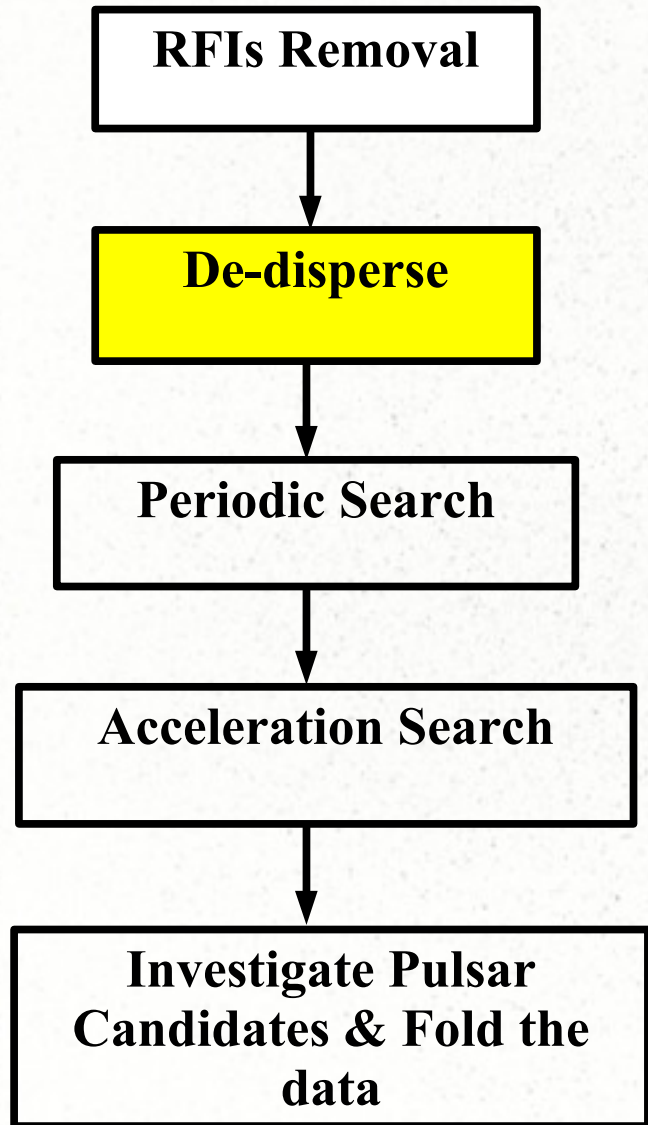 RFIs Removal
De-disperse
Periodic Search
Acceleration Search
Investigate Pulsar
Candidates & Fold the
data